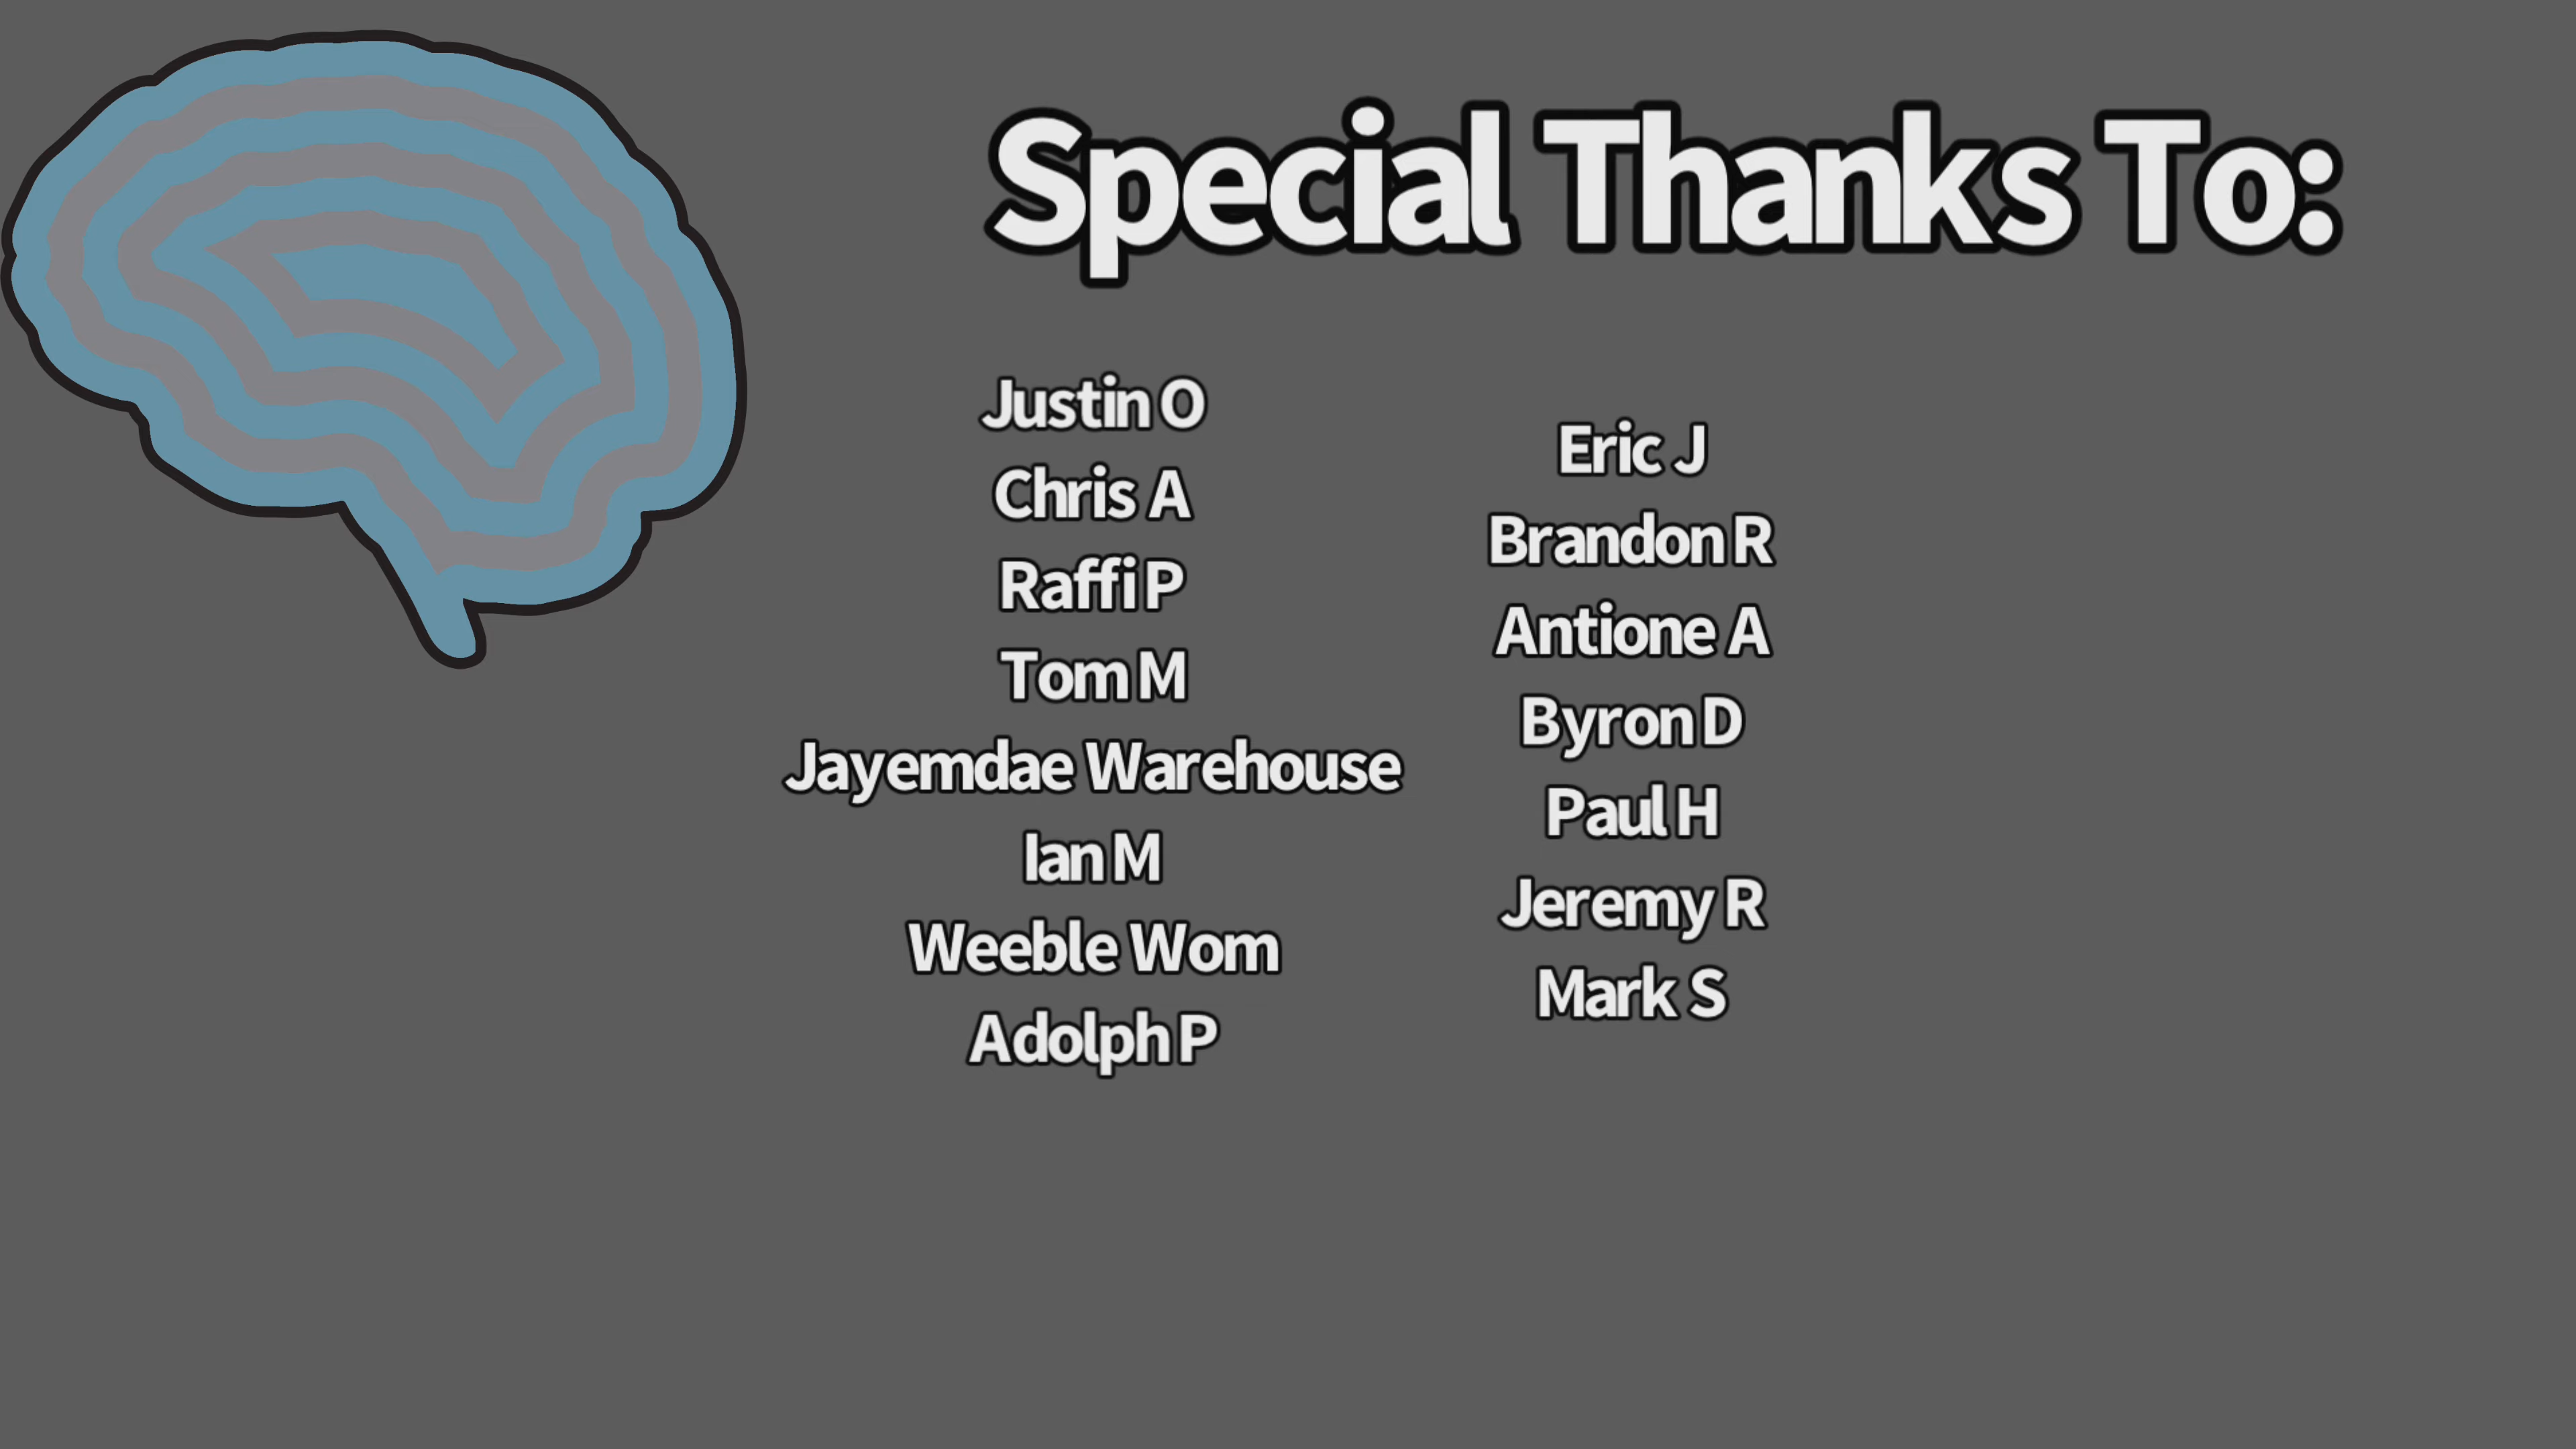 Special Thanks To:
Justin O
Chris A
Raffi P
Tom M
Jayemdae Warehouse
Ian M
Weeble Wom
Adolph P
Eric J
Brandon R
Antione A
Byron D
Paul H
Jeremy R
Mark S